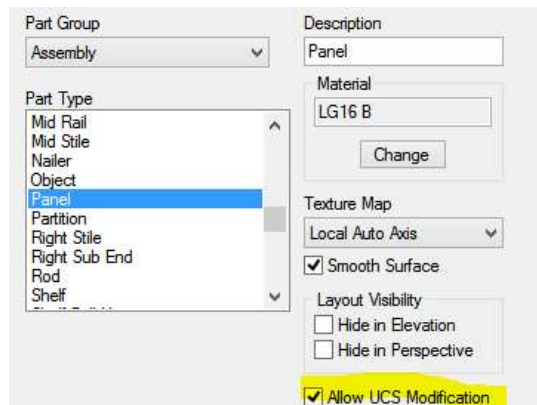 Part Group
Assembly
Part Type
Mid Rail
Mid Stile
Nailer
Object
Panel
Partition
Right Stile
Right Sub End
Rod
Shelf
Description
Panel
Material
LG16 B
Change
Texture Map
Local Auto Axis
Smooth Surface
Layout Visibility
Hide in Elevation
Hide in Perspective
Allow UCS Modification